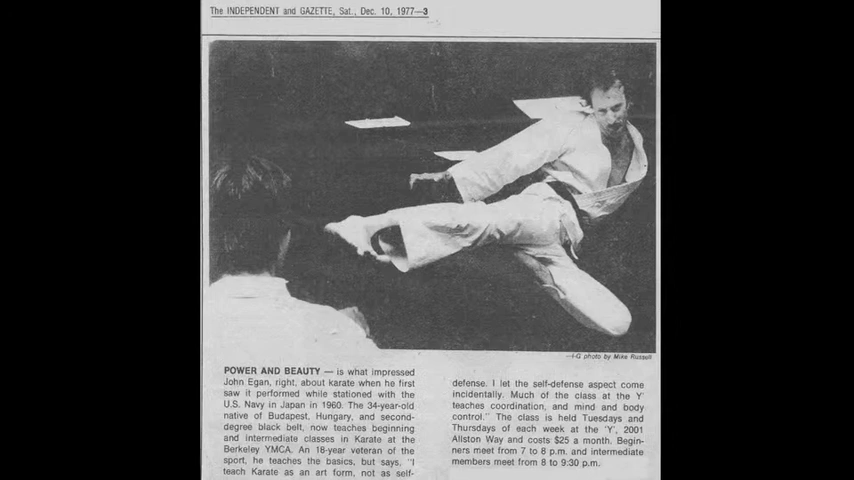 The INDEPENDENT and GAZETTE, Sat., Dec. 10, 1977—3
—I-G photo by Mike Russell
POWER AND BEAUTY — is what impressed
John Egan, right, about karate when he first
saw it performed while stationed with the
U.S. Navy in Japan in 1960. The 34-year-old
native of Budapest, Hungary, and second-
degree black belt, now teaches beginning
and intermediate classes in Karate at the
Berkeley YMCA. An 18-year veteran of the
sport, he teaches the basics, but says, "I
teach Karate as an art form, not as self-
defense. I let the self-defense aspect come
incidentally. Much of the class at the Y'
teaches coordination, and mind and body
control." The class is held Tuesdays and
Thursdays of each week at the 'Y', 2001
Allston Way and costs $25 a month. Begin-
ners meet from 7 to 8 p.m. and intermediate
members meet from 8 to 9:30 p.m.